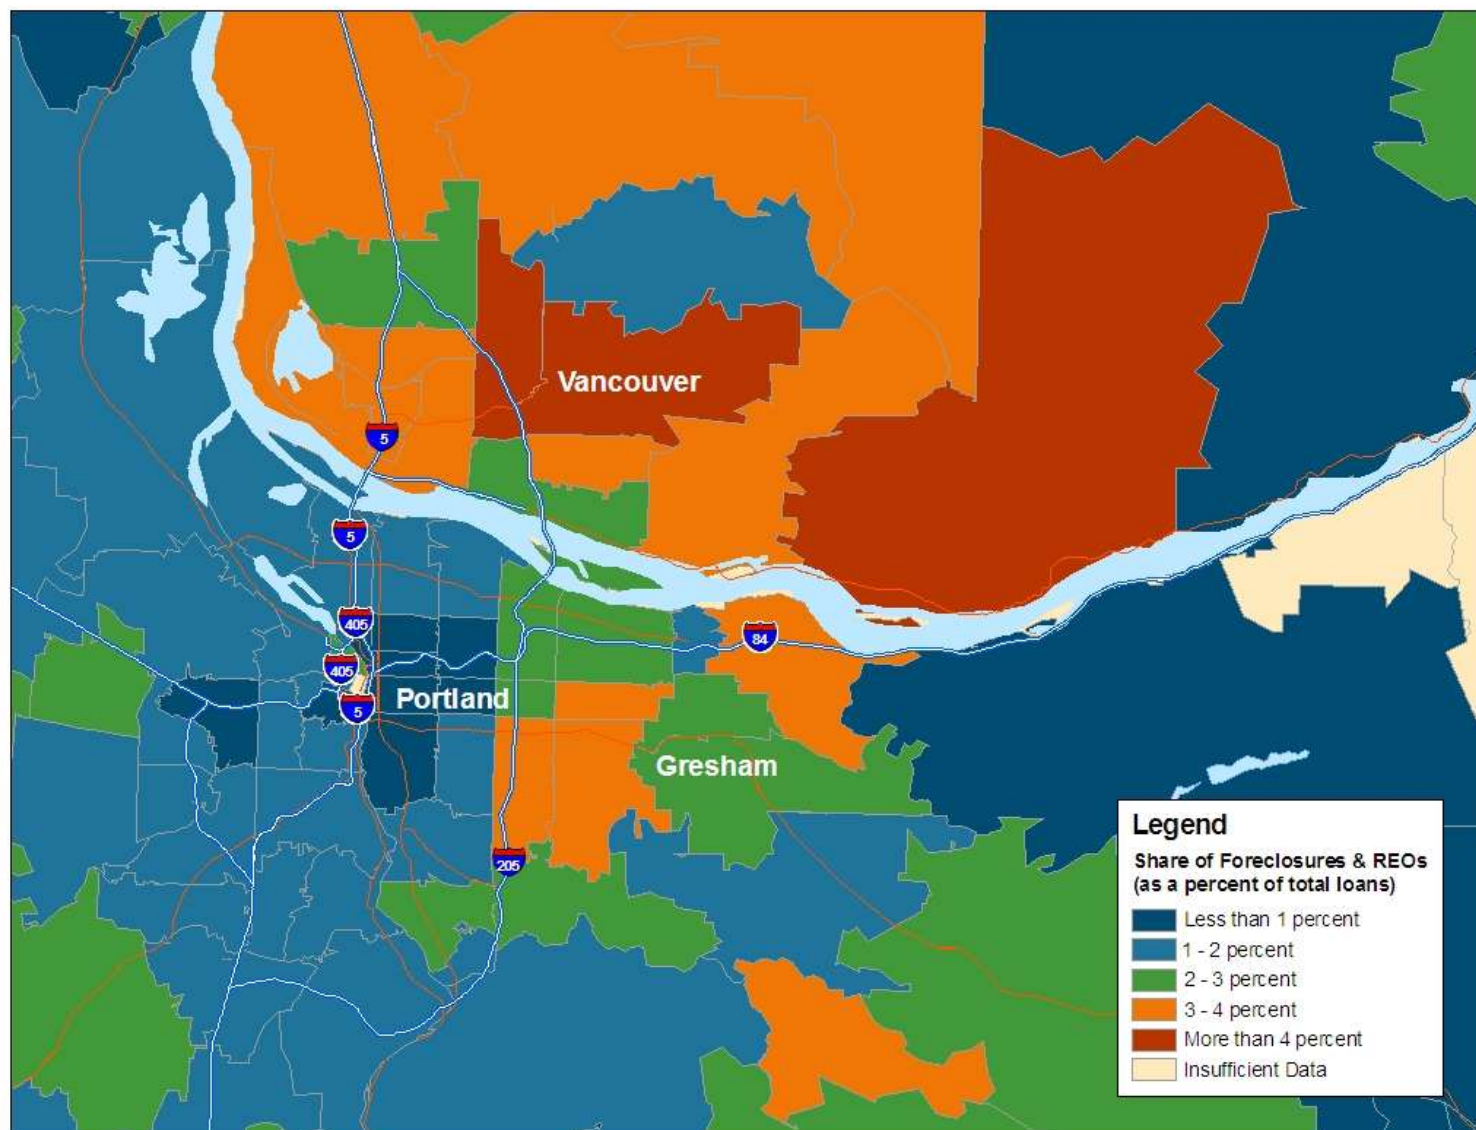 Vancouver
5
5
405
84
405
Portland
5
Gresham
205
Legend
Share of Foreclosures & REOs
(as a percent of total loans)
Less than 1 percent
1 - 2 percent
2 - 3 percent
3 - 4 percent
More than 4 percent
Insufficient Data